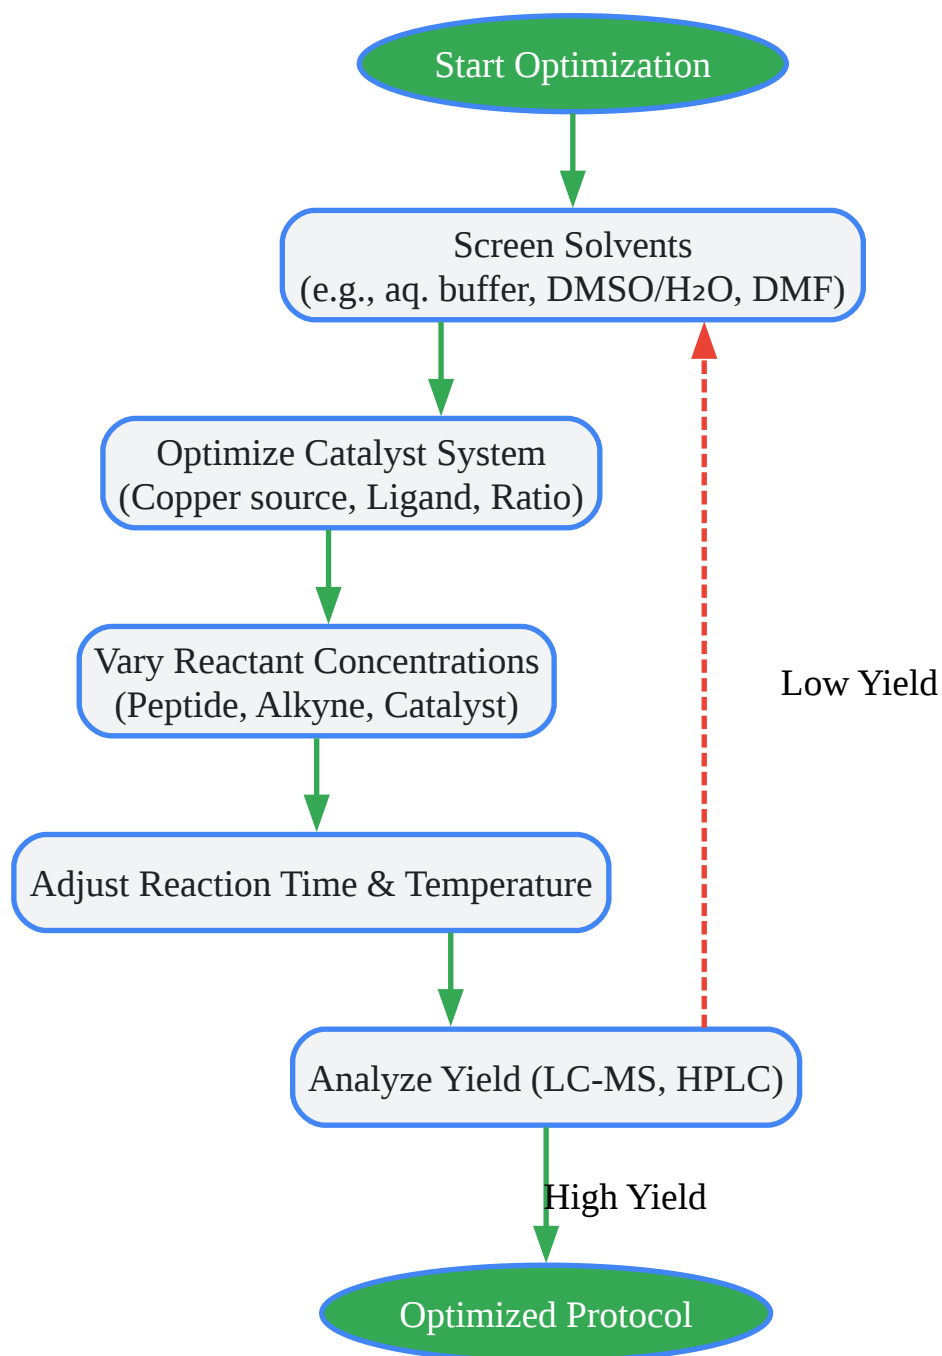 Start Optimization
Screen Solvents
(e.g., aq. buffer, DMSO/H₂O, DMF)
Optimize Catalyst System
(Copper source, Ligand, Ratio)
Vary Reactant Concentrations
(Peptide, Alkyne, Catalyst)
Low Yield
Adjust Reaction Time & Temperature
Analyze Yield (LC-MS, HPLC)
High Yield
Optimized Protocol